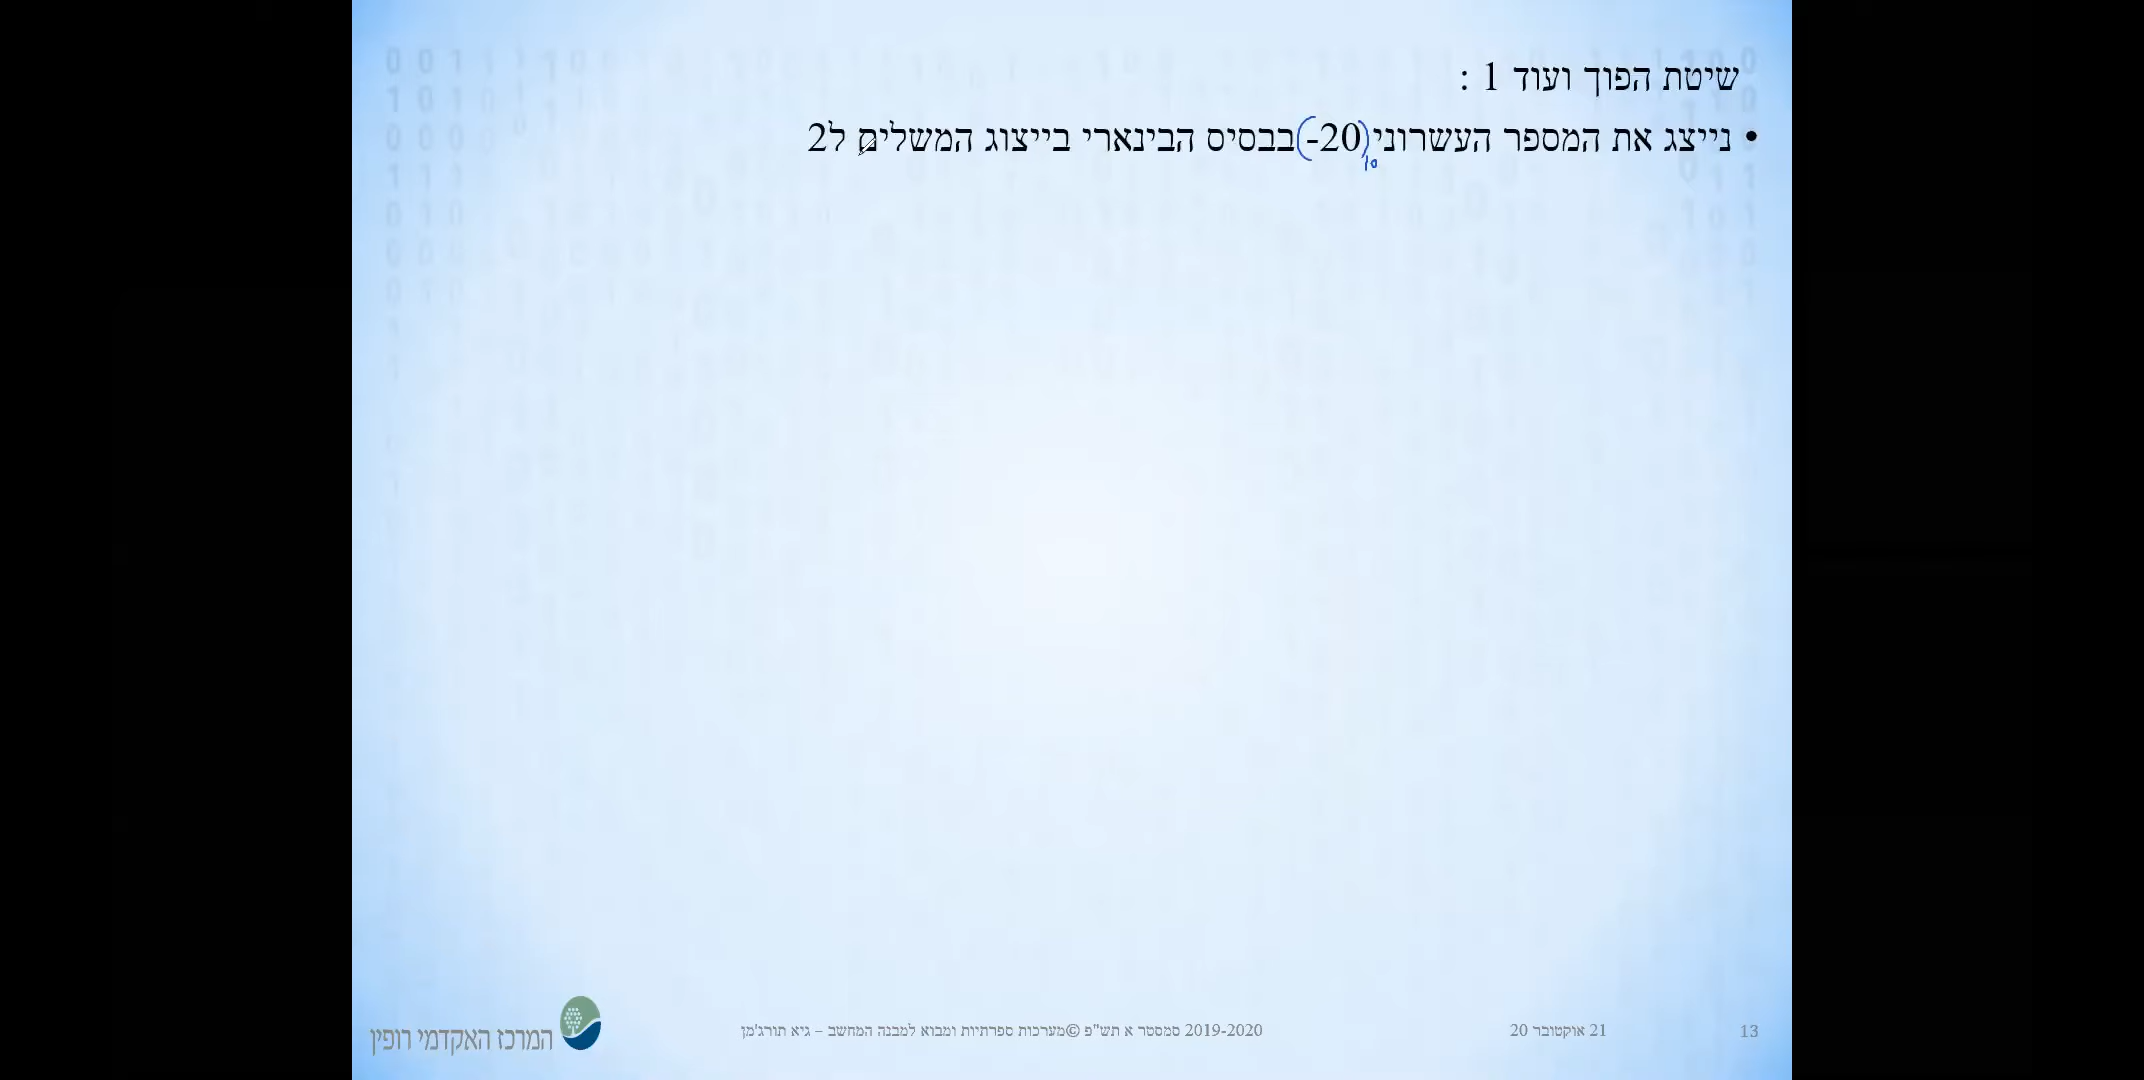 שיטת הפוך ועוד 1 :
• נייצג את המספר העשרוני (-20)10 בבסיס הבינארי בייצוג המשלים ל2
המרכז האקדמי רופין
2019-2020 סמסטר א תש"פ ©מערכות ספרתיות ומבוא למבנה המחשב – גיא תורג'מן
21 אוקטובר 20
13